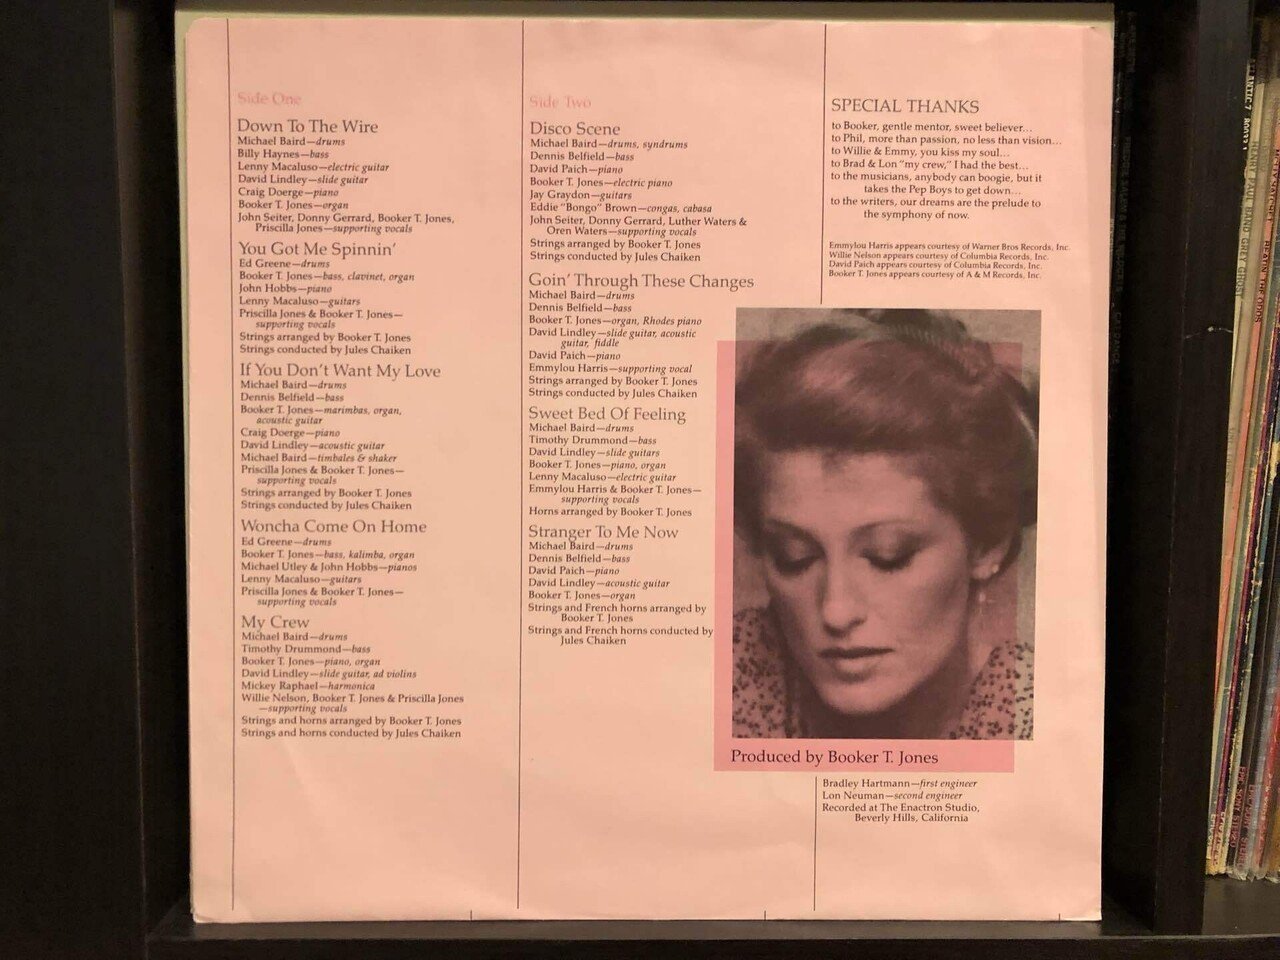 Side One
Down To The Wire
Michael Baird—drums
Billy Haynes—bass
Lenny Macaluso—electric guitar
David Lindley—slide guitar
Craig Doerge—piano
Booker T. Jones—organ
John Seiter, Donny Gerrard, Booker T. Jones,
Priscilla Jones—supporting vocals
You Got Me Spinnin'
Ed Greene—drums
Booker T. Jones—bass, clavinet, organ
John Hobbs—piano
Lenny Macaluso—guitars
Priscilla Jones & Booker T. Jones—
supporting vocals
Strings arranged by Booker T. Jones
Strings conducted by Jules Chaiken
If You Don't Want My Love
Michael Baird—drums
Dennis Belfield—bass
Booker T. Jones—marimbas, organ,
acoustic guitar
Craig Doerge—piano
David Lindley—acoustic guitar
Michael Baird—timbales & shaker
Priscilla Jones & Booker T. Jones—
supporting vocals
Strings arranged by Booker T. Jones
Strings conducted by Jules Chaiken
Woncha Come On Home
Ed Greene—drums
Booker T. Jones—bass, kalimba, organ
Michael Utley & John Hobbs—pianos
Lenny Macaluso—guitars
Priscilla Jones & Booker T. Jones—
supporting vocals
My Crew
Michael Baird—drums
Timothy Drummond—bass
Booker T. Jones—piano, organ
David Lindley—slide guitar, ad violins
Mickey Raphael—harmonica
Willie Nelson, Booker T. Jones & Priscilla Jones
—supporting vocals
Strings and horns arranged by Booker T. Jones
Strings and horns conducted by Jules Chaiken
Side Two
Disco Scene
Michael Baird—drums, syndrums
Dennis Belfield—bass
David Paich—piano
Booker T. Jones—electric piano
Jay Graydon—guitars
Eddie "Bongo" Brown—congas, cabasa
John Seiter, Donny Gerrard, Luther Waters &
Oren Waters—supporting vocals
Strings arranged by Booker T. Jones
Strings conducted by Jules Chaiken
Goin' Through These Changes
Michael Baird—drums
Dennis Belfield—bass
Booker T. Jones—organ, Rhodes piano
David Lindley—slide guitar, acoustic
guitar, fiddle
David Paich—piano
Emmylou Harris—supporting vocal
Strings arranged by Booker T. Jones
Strings conducted by Jules Chaiken
Sweet Bed Of Feeling
Michael Baird—drums
Timothy Drummond—bass
David Lindley—slide guitars
Booker T. Jones—piano, organ
Lenny Macaluso—electric guitar
Emmylou Harris & Booker T. Jones—
supporting vocals
Horns arranged by Booker T. Jones
Stranger To Me Now
Michael Baird—drums
Dennis Belfield—bass
David Paich—piano
David Lindley—acoustic guitar
Booker T. Jones—organ
Strings and French horns arranged by
Booker T. Jones
Strings and French horns conducted by
Jules Chaiken
SPECIAL THANKS
to Booker, gentle mentor, sweet believer...
to Phil, more than passion, no less than vision...
to Willie & Emmy, you kiss my soul...
to Brad & Lon "my crew," I had the best...
to the musicians, anybody can boogie, but it
takes the Pep Boys to get down...
to the writers, our dreams are the prelude to
the symphony of now.
Emmylou Harris appears courtesy of Warner Bros Records, Inc.
Willie Nelson appears courtesy of Columbia Records, Inc.
David Paich appears courtesy of Columbia Records, Inc.
Booker T. Jones appears courtesy of A & M Records, Inc.
Produced by Booker T. Jones
Bradley Hartmann—first engineer
Lon Neuman—second engineer
Recorded at The Enactron Studio,
Beverly Hills, California